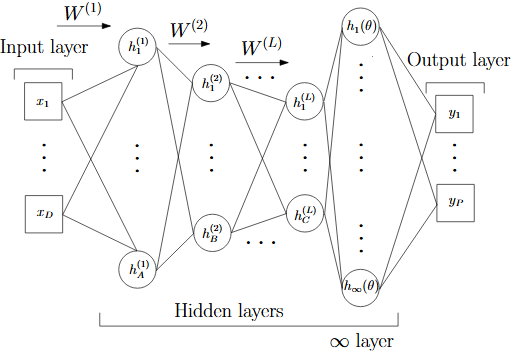 W^(1)
W^(2)
W^(L)
Input layer
Output layer
h_1^(1)
h_1^(2)
h_1^(L)
h_1(θ)
x_1
y_1
x_D
y_P
h_A^(1)
h_B^(2)
h_C^(L)
h_∞(θ)
Hidden layers
∞ layer